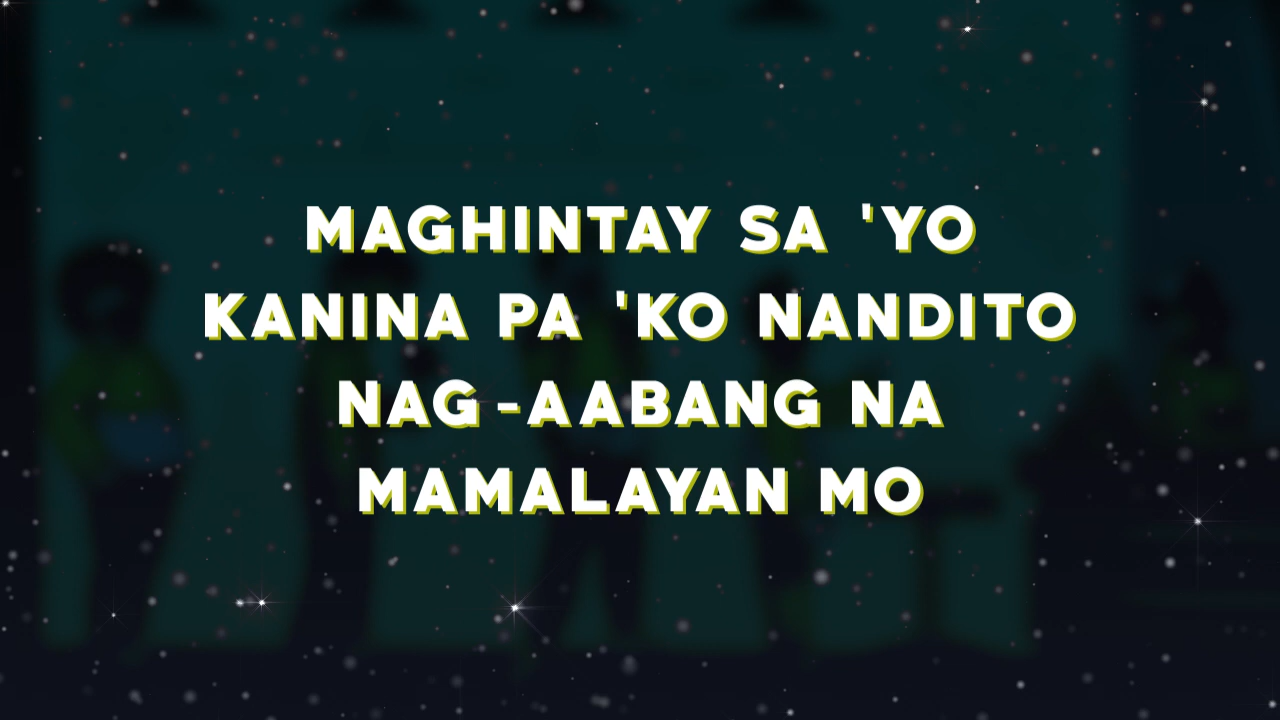 MAGHINTAY SA 'YO
KANINA PA 'KO NANDITO
NAG-AABANG NA
MAMALAYAN MO